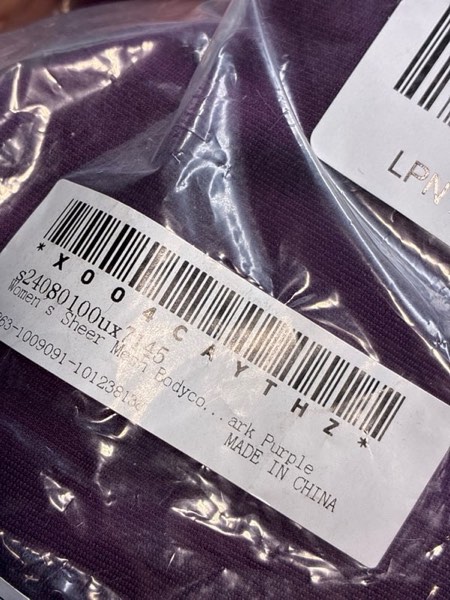 LPN
*X004CAYTHZ*
s24080100ux7145
Women s Sheer Mesh Bodyco...ark Purple
MADE IN CHINA